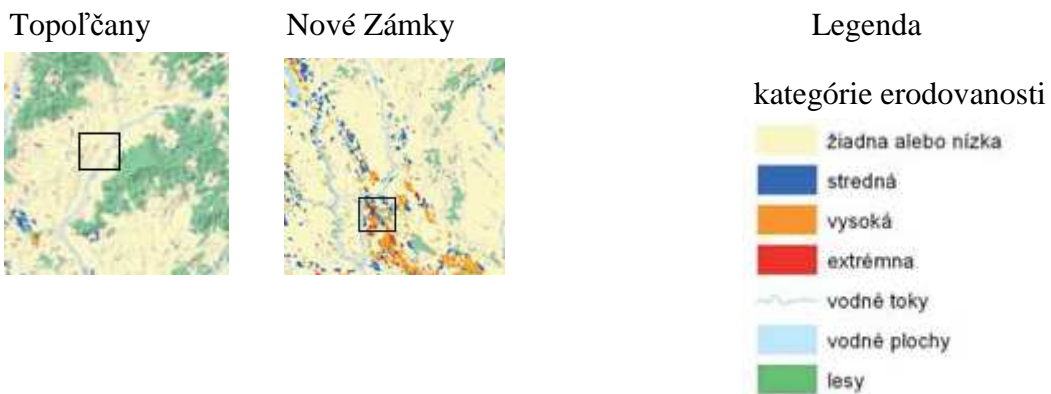 Topoľčany
Nové Zámky
Legenda
kategórie erodovanosti
žiadna alebo nízka
stredná
vysoká
extrémna
vodné toky
vodné plochy
lesy